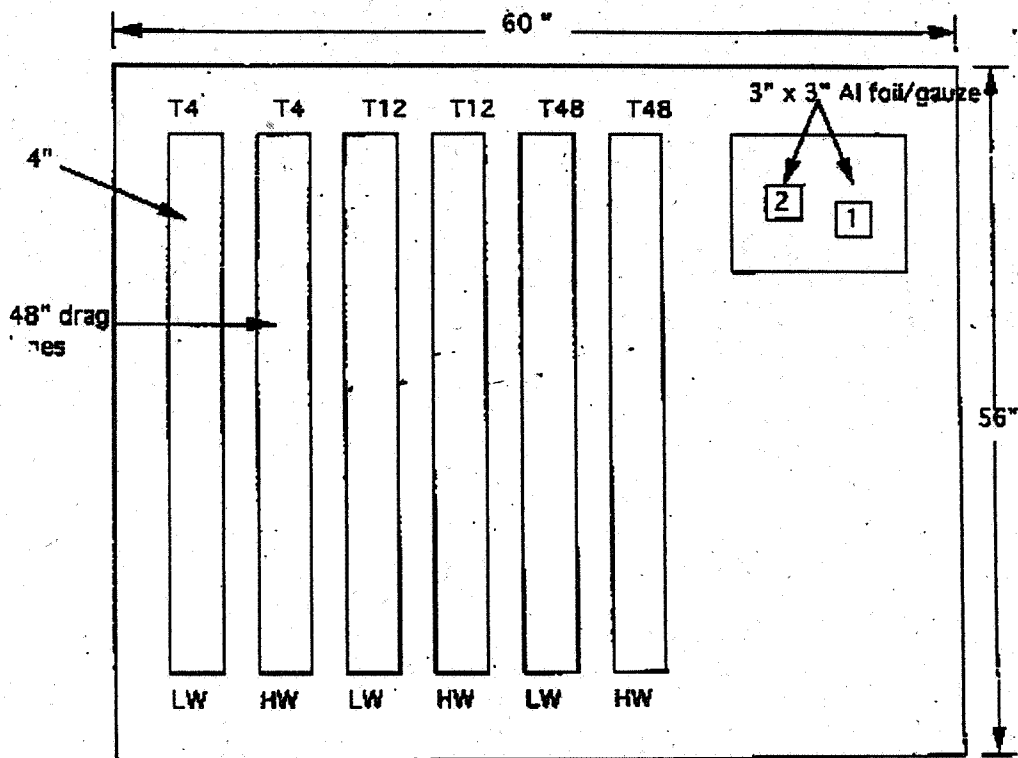 60 "
3" x 3" Al foil/gauze
T4 T4 T12 T12 T48 T48
4"
2
1
48" drag
56"
LW HW LW HW LW HW